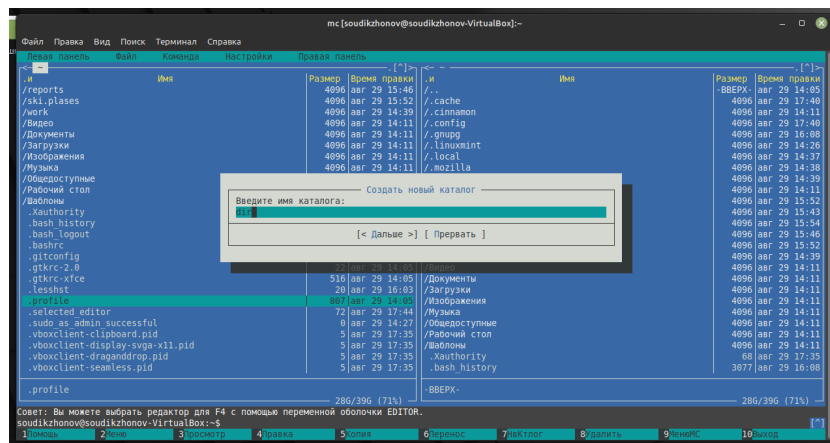 mc [soudikzhonov@soudikzhonov-VirtualBox]:~
Файл Правка Вид Поиск Терминал Справка
Левая панель Файл Команда Настройки Правая панель
<- ~ .[^]> <- ~ .[^]>
.и Имя Размер Время правки .и Имя Размер Время правки
/reports 4096 авг 29 15:46 /.. -ВВЕРХ- авг 29 14:05
/ski.plases 4096 авг 29 15:52 /.cache 4096 авг 29 17:40
/work 4096 авг 29 14:39 /.cinnamon 4096 авг 29 14:11
/Видео 4096 авг 29 14:11 /.config 4096 авг 29 17:40
/Документы 4096 авг 29 14:11 /.gnupg 4096 авг 29 16:08
/Загрузки 4096 авг 29 14:11 /.linuxmint 4096 авг 29 14:26
/Изображения 4096 авг 29 14:11 /.local 4096 авг 29 14:37
/Музыка 4096 авг 29 14:11 /.mozilla 4096 авг 29 14:38
/Общедоступные 4096 авг 29 14:39
/Рабочий стол Создать новый каталог 4096 авг 29 14:11
/Шаблоны Введите имя каталога: 4096 авг 29 15:52
.Xauthority dir 4096 авг 29 15:43
.bash_history 4096 авг 29 15:54
.bash_logout [< Дальше >] [ Прервать ] 4096 авг 29 15:46
.bashrc 4096 авг 29 15:52
.gitconfig 4096 авг 29 14:39
.gtkrc-2.0 22 авг 29 14:05 /Видео 4096 авг 29 14:11
.gtkrc-xfce 516 авг 29 14:05 /Документы 4096 авг 29 14:11
.lesshst 20 авг 29 16:03 /Загрузки 4096 авг 29 14:11
.profile 807 авг 29 14:05 /Изображения 4096 авг 29 14:11
.selected_editor 72 авг 29 17:44 /Музыка 4096 авг 29 14:11
.sudo_as_admin_successful 0 авг 29 14:27 /Общедоступные 4096 авг 29 14:11
.vboxclient-clipboard.pid 5 авг 29 17:35 /Рабочий стол 4096 авг 29 14:11
.vboxclient-display-svga-x11.pid 5 авг 29 17:35 /Шаблоны 4096 авг 29 14:11
.vboxclient-draganddrop.pid 5 авг 29 17:35 .Xauthority 68 авг 29 17:35
.vboxclient-seamless.pid 5 авг 29 17:35 .bash_history 3077 авг 29 16:08
.profile -ВВЕРХ-
28G/39G (71%) 28G/39G (71%)
Совет: Вы можете выбрать редактор для F4 с помощью переменной оболочки EDITOR.
soudikzhonov@soudikzhonov-VirtualBox:~$ [^]
1Помощь 2Меню 3Просмотр 4Правка 5Копия 6Перенос 7НвКтлог 8Удалить 9МенюMC 10Выход